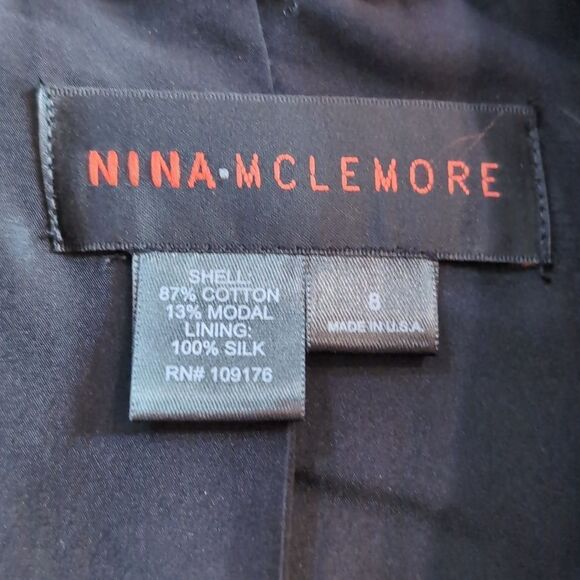 NINA·MCLEMORE
SHELL:
87% COTTON
13% MODAL
LINING:
100% SILK
RN# 109176
8
MADE IN U.S.A.